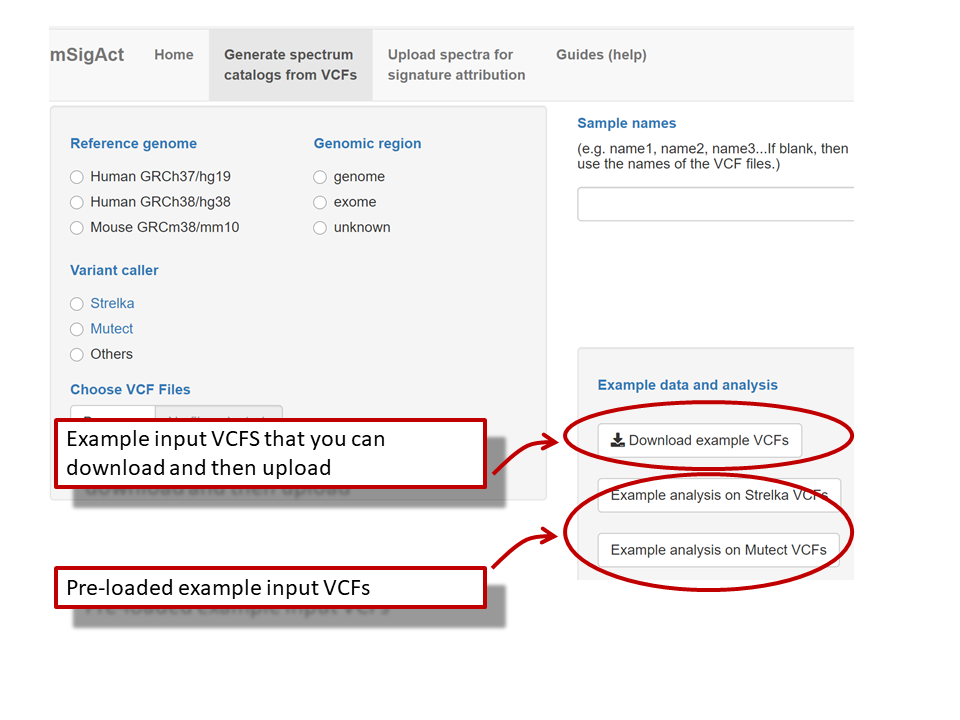 mSigAct
Home
Generate spectrum
catalogs from VCFs
Upload spectra for
signature attribution
Guides (help)
Reference genome
Human GRCh37/hg19
Human GRCh38/hg38
Mouse GRCm38/mm10
Genomic region
genome
exome
unknown
Variant caller
Strelka
Mutect
Others
Choose VCF Files
Sample names
(e.g. name1, name2, name3...If blank, then
use the names of the VCF files.)
Example data and analysis
Download example VCFs
Example analysis on Strelka VCFs
Example analysis on Mutect VCFs
Example input VCFS that you can
download and then upload
Pre-loaded example input VCFs